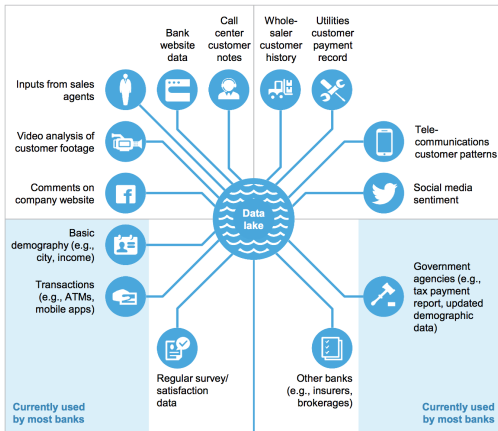 Bank
website
data
Call
center
customer
notes
Whole-
saler
customer
history
Utilities
customer
payment
record
Inputs from sales
agents
Video analysis of
customer footage
Tele-
communications
customer patterns
Comments on
company website
Social media
sentiment
Data
lake
Basic
demography (e.g.,
city, income)
Transactions
(e.g., ATMs,
mobile apps)
Government
agencies (e.g.,
tax payment
report, updated
demographic
data)
Regular survey/
satisfaction
data
Other banks
(e.g., insurers,
brokerages)
Currently used
by most banks
Currently used
by most banks